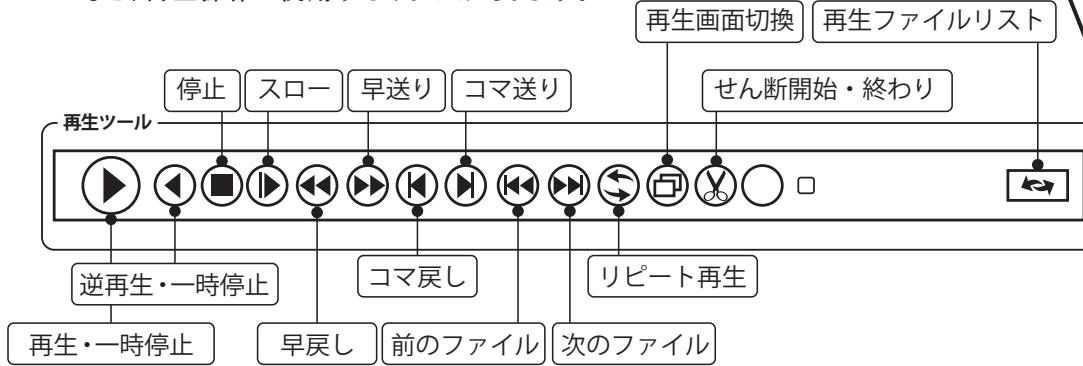 再生画面切換
再生ファイルリスト
停止
スロー
早送り
コマ送り
せん断開始・終わり
再生ツール
逆再生・一時停止
コマ戻し
リピート再生
再生・一時停止
早戻し
前のファイル
次のファイル